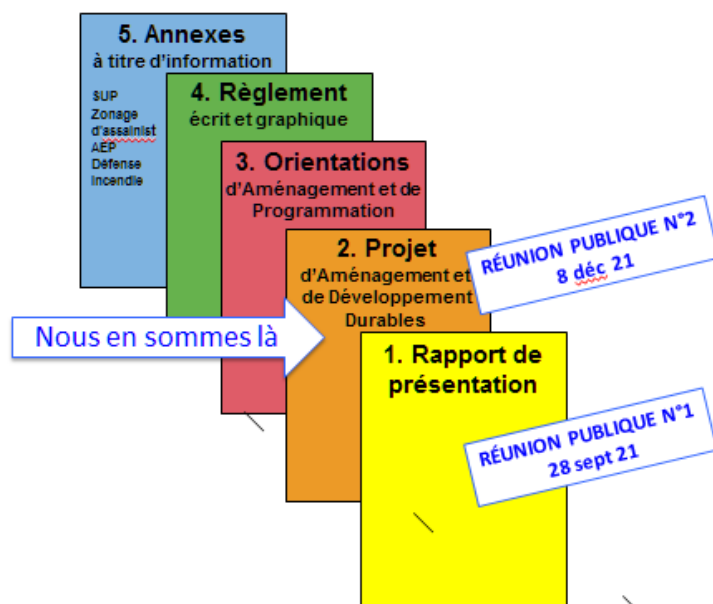 5. Annexes
à titre d'information
SUP
Zonage
d'assainist
AEP
Défense
Incendie
4. Règlement
écrit et graphique
3. Orientations
d'Aménagement et de
Programmation
2. Projet
d'Aménagement et
de Développement
Durables
RÉUNION PUBLIQUE N°2
8 déc 21
Nous en sommes là
1. Rapport de
présentation
RÉUNION PUBLIQUE N°1
28 sept 21